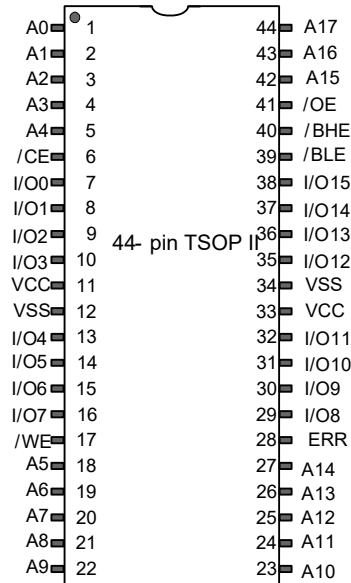 A0 1 44 A17
A1 2 43 A16
A2 3 42 A15
A3 4 41 /OE
A4 5 40 /BHE
/CE 6 39 /BLE
I/O0 7 38 I/O15
I/O1 8 37 I/O14
I/O2 9 36 I/O13
44- pin TSOP II
I/O3 10 35 I/O12
VCC 11 34 VSS
VSS 12 33 VCC
I/O4 13 32 I/O11
I/O5 14 31 I/O10
I/O6 15 30 I/O9
I/O7 16 29 I/O8
/WE 17 28 ERR
A5 18 27 A14
A6 19 26 A13
A7 20 25 A12
A8 21 24 A11
A9 22 23 A10